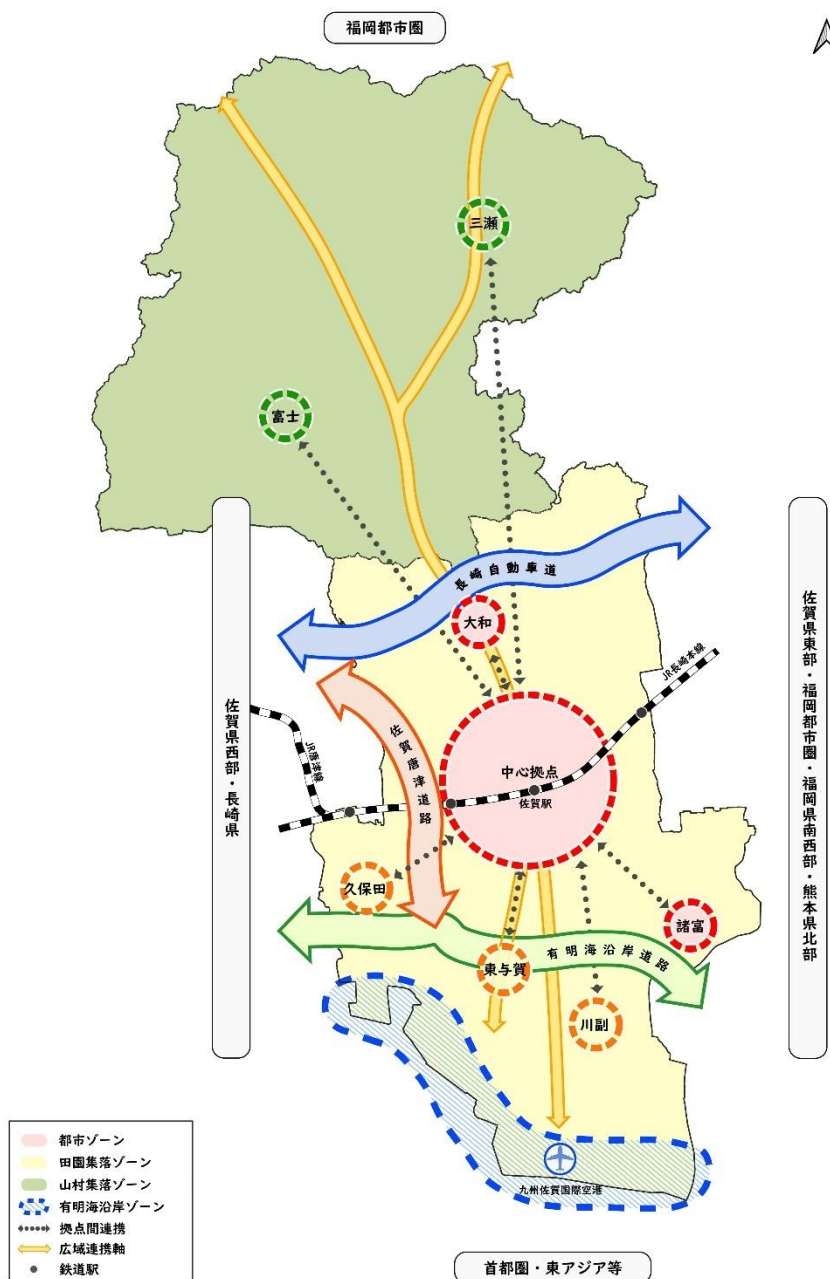 福岡都市圏
三瀬
富士
長崎自動車道
大和
JR長崎本線
佐賀県西部・長崎県
佐賀県東部・福岡都市圏・福岡県南西部・熊本県北部
JR唐津線
佐賀唐津道路
中心拠点
佐賀駅
久保田
諸富
東与賀
有明海沿岸道路
川副
九州佐賀国際空港
都市ゾーン
田園集落ゾーン
山村集落ゾーン
有明海沿岸ゾーン
拠点間連携
広域連携軸
鉄道駅
首都圏・東アジア等